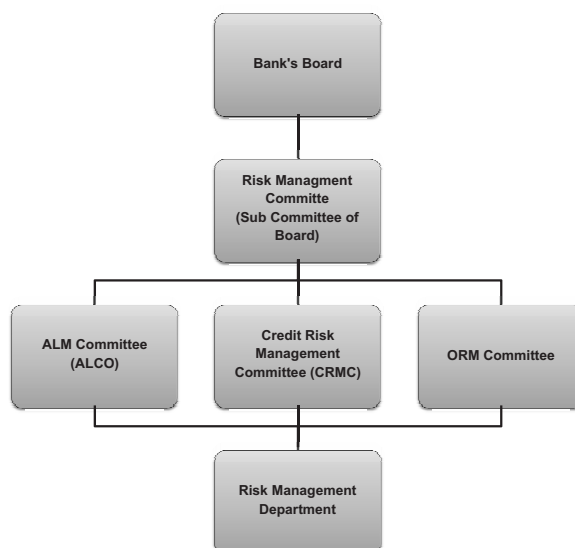 Bank's Board
Risk Managment
Committe
(Sub Committee of
Board)
ALM Committee
(ALCO)
Credit Risk
Management
Committee (CRMC)
ORM Committee
Risk Management
Department